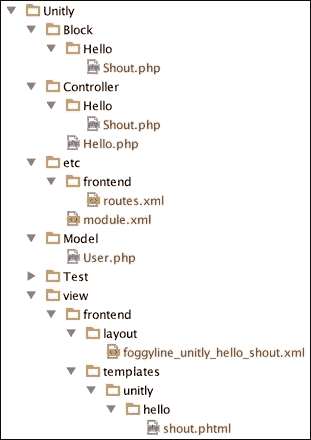 Unitly
Block
Hello
Shout.php
Controller
Hello
Shout.php
Hello.php
etc
frontend
routes.xml
module.xml
Model
User.php
Test
view
frontend
layout
foggyline_unitly_hello_shout.xml
templates
unitly
hello
shout.phtml